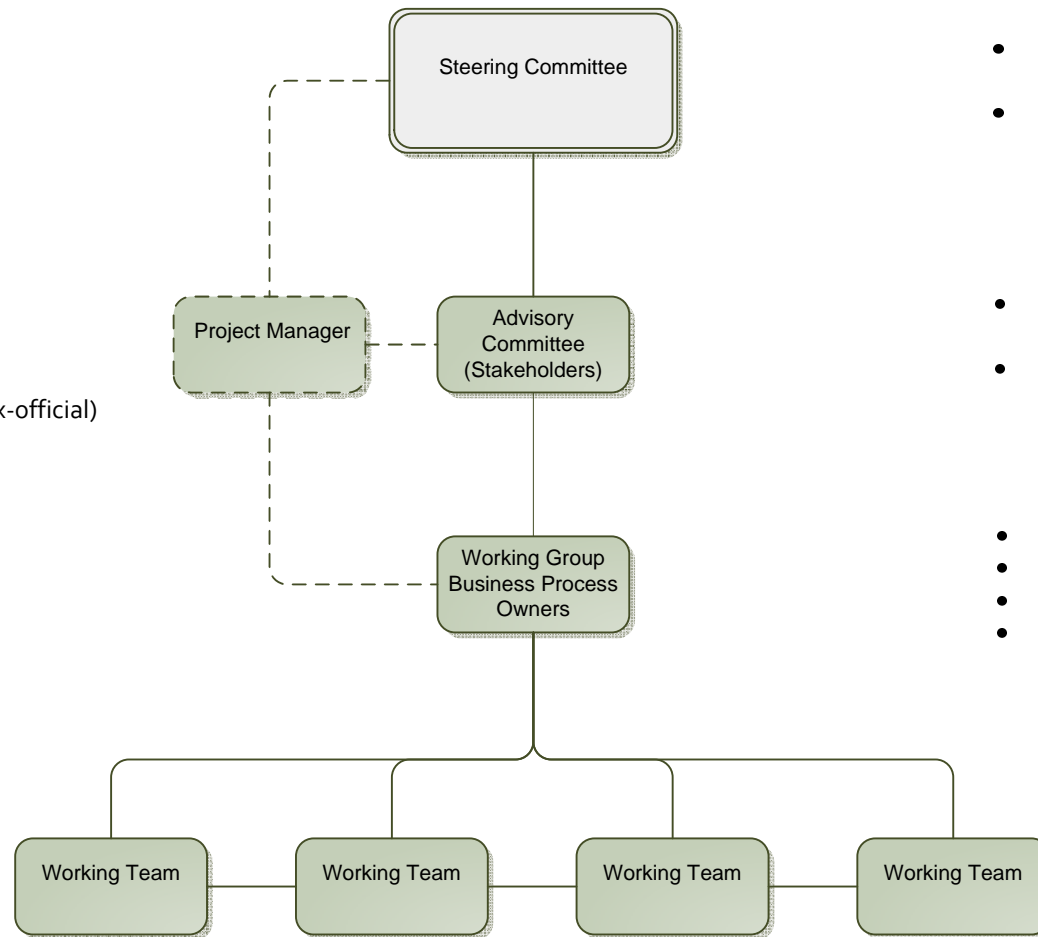 Steering Committee
Project Manager
Advisory
Committee
(Stakeholders)
x-official)
Working Group
Business Process
Owners
Working Team
Working Team
Working Team
Working Team